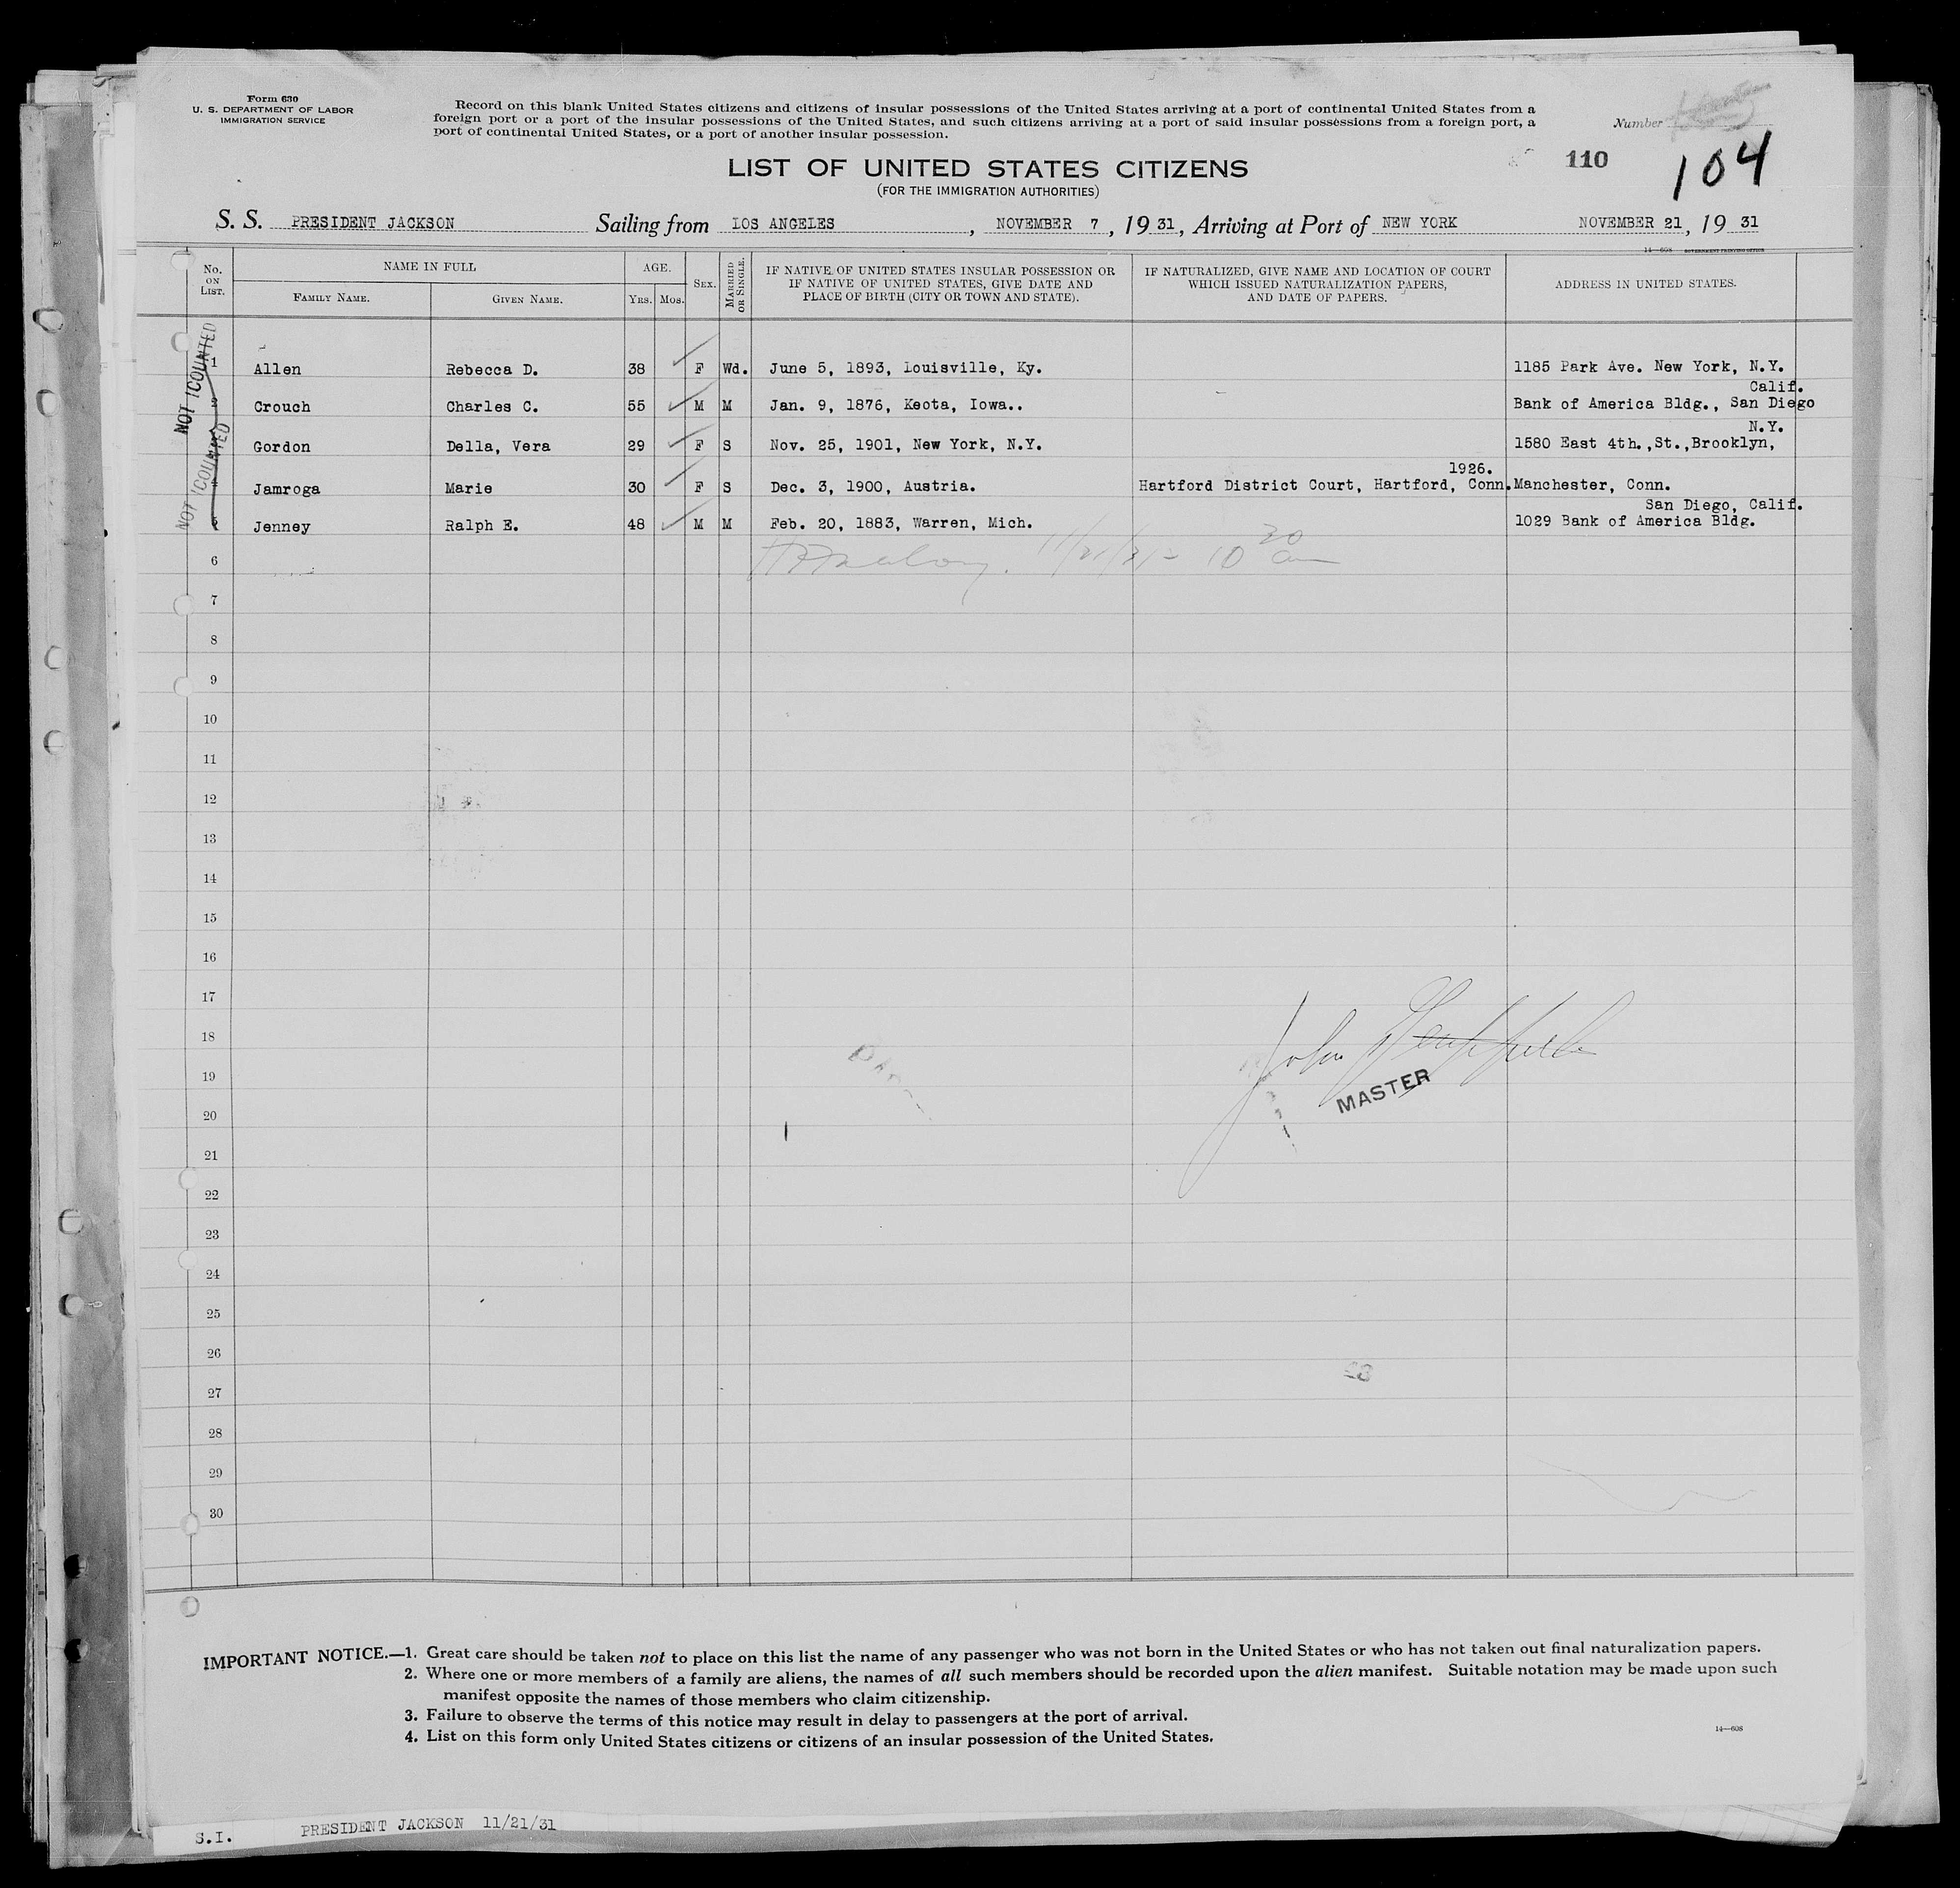 Form 630
U. S. DEPARTMENT OF LABOR
IMMIGRATION SERVICE
Record on this blank United States citizens and citizens of insular possessions of the United States arriving at a port of continental United States from a
foreign port or a port of the insular possessions of the United States, and such citizens arriving at a port of said insular possessions from a foreign port, a
port of continental United States, or a port of another insular possession.
Number
110
104
LIST OF UNITED STATES CITIZENS
(FOR THE IMMIGRATION AUTHORITIES)
S. S. PRESIDENT JACKSON Sailing from LOS ANGELES, NOVEMBER 7, 19 31, Arriving at Port of NEW YORK NOVEMBER 21, 19 31
14—608 GOVERNMENT PRINTING OFFICE
No. ON LIST. NAME IN FULL AGE. SEX. MARRIED OR SINGLE. IF NATIVE OF UNITED STATES INSULAR POSSESSION OR IF NATIVE OF UNITED STATES, GIVE DATE AND PLACE OF BIRTH (CITY OR TOWN AND STATE). IF NATURALIZED, GIVE NAME AND LOCATION OF COURT WHICH ISSUED NATURALIZATION PAPERS, AND DATE OF PAPERS. ADDRESS IN UNITED STATES.
FAMILY NAME. GIVEN NAME. YRS. MOS.
NOT COUNTED
NOT COUNTED
1 Allen Rebecca D. 38 F Wd. June 5, 1893, Louisville, Ky. 1185 Park Ave. New York, N.Y.
Calif.
2 Crouch Charles C. 55 M M Jan. 9, 1876, Keota, Iowa.. Bank of America Bldg., San Diego
N.Y.
Gordon Della, Vera 29 F S Nov. 25, 1901, New York, N.Y. 1580 East 4th.,St.,Brooklyn,
1926.
4 Jamroga Marie 30 F S Dec. 3, 1900, Austria. Hartford District Court, Hartford, Conn. Manchester, Conn.
San Diego, Calif.
5 Jenney Ralph E. 48 M M Feb. 20, 1883, Warren, Mich. 1029 Bank of America Bldg.
6 11/21/31 - 10 30 am
7
8
9
10
11
12
13
14
15
16
17
18 John
19
MASTER
20
21
22
23
24
25
26
27
28
29
30
IMPORTANT NOTICE.—1. Great care should be taken not to place on this list the name of any passenger who was not born in the United States or who has not taken out final naturalization papers.
2. Where one or more members of a family are aliens, the names of all such members should be recorded upon the alien manifest. Suitable notation may be made upon such
manifest opposite the names of those members who claim citizenship.
3. Failure to observe the terms of this notice may result in delay to passengers at the port of arrival.
4. List on this form only United States citizens or citizens of an insular possession of the United States.
14—608
S.I. PRESIDENT JACKSON 11/21/31